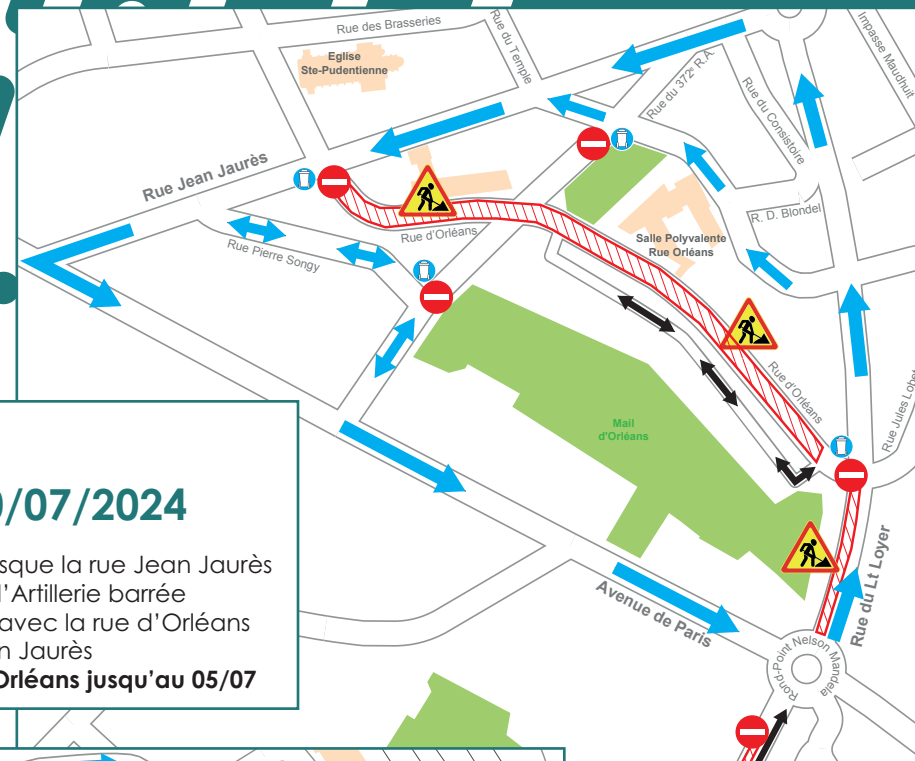 Rue des Brasseries
Rue du Temple
Impasse Maudhuit
Eglise
Ste-Pudentienne
Rue du 372e R.A.
Rue du Consistoire
Rue Jean Jaurès
R. D. Blondel
Rue d'Orléans
Salle Polyvalente
Rue Orléans
Rue Pierre Songy
Rue d'Orléans
Rue Jules Lobet
Mail
d'Orléans
/07/2024
sque la rue Jean Jaurès
l'Artillerie barrée
avec la rue d'Orléans
n Jaurès
Orléans jusqu'au 05/07
Avenue de Paris
Rue du Lt Loyer
Rond-Point Nelson Mandela